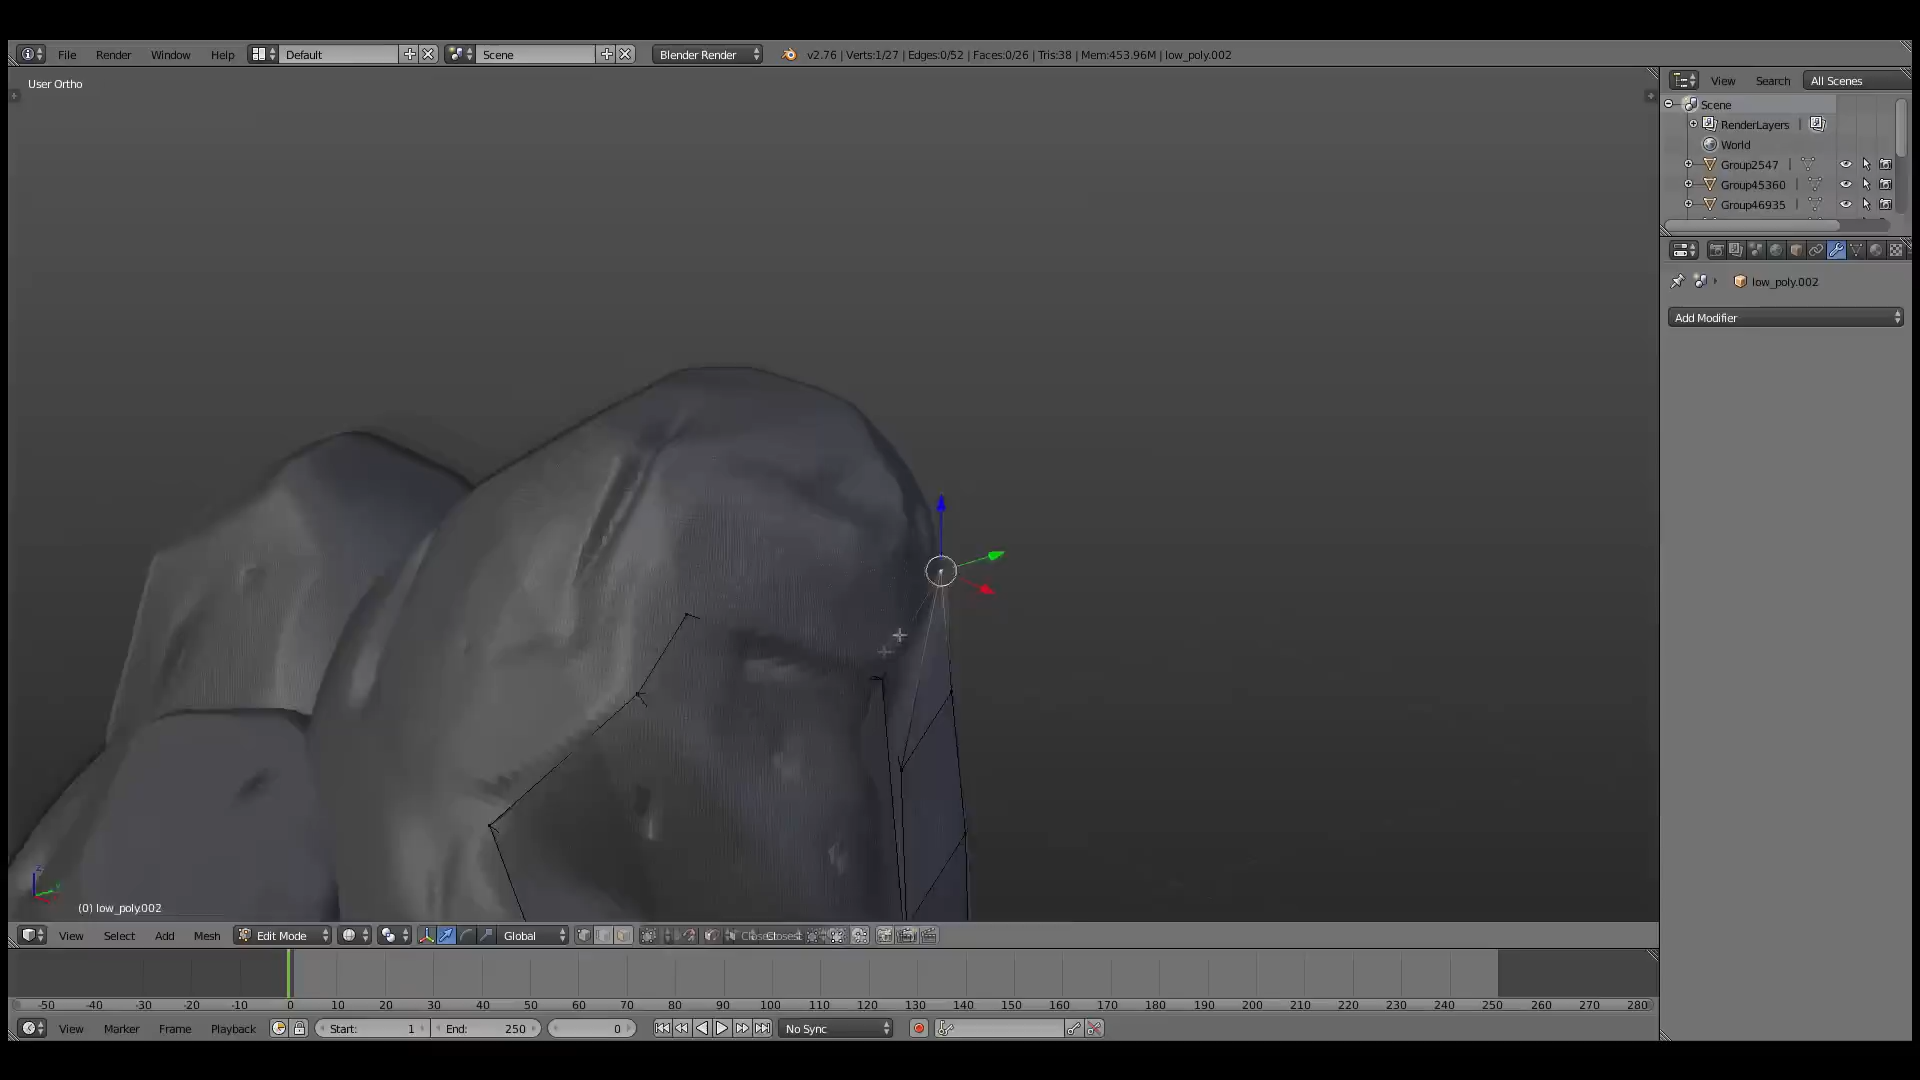 File Render Window Help Default Scene Blender Render v2.76 | Verts:1/27 | Edges:0/52 | Faces:0/26 | Tris:38 | Mem:453.96M | low_poly.002
User Ortho
View Search All Scenes
Scene
RenderLayers
World
Group2547
Group45360
Group46935
low_poly.002
Add Modifier
(0) low_poly.002
View Select Add Mesh Edit Mode Global Closest
-50 -40 -30 -20 -10 0 10 20 30 40 50 60 70 80 90 100 110 120 130 140 150 160 170 180 190 200 210 220 230 240 250 260 270 280
View Marker Frame Playback Start: 1 End: 250 0 No Sync